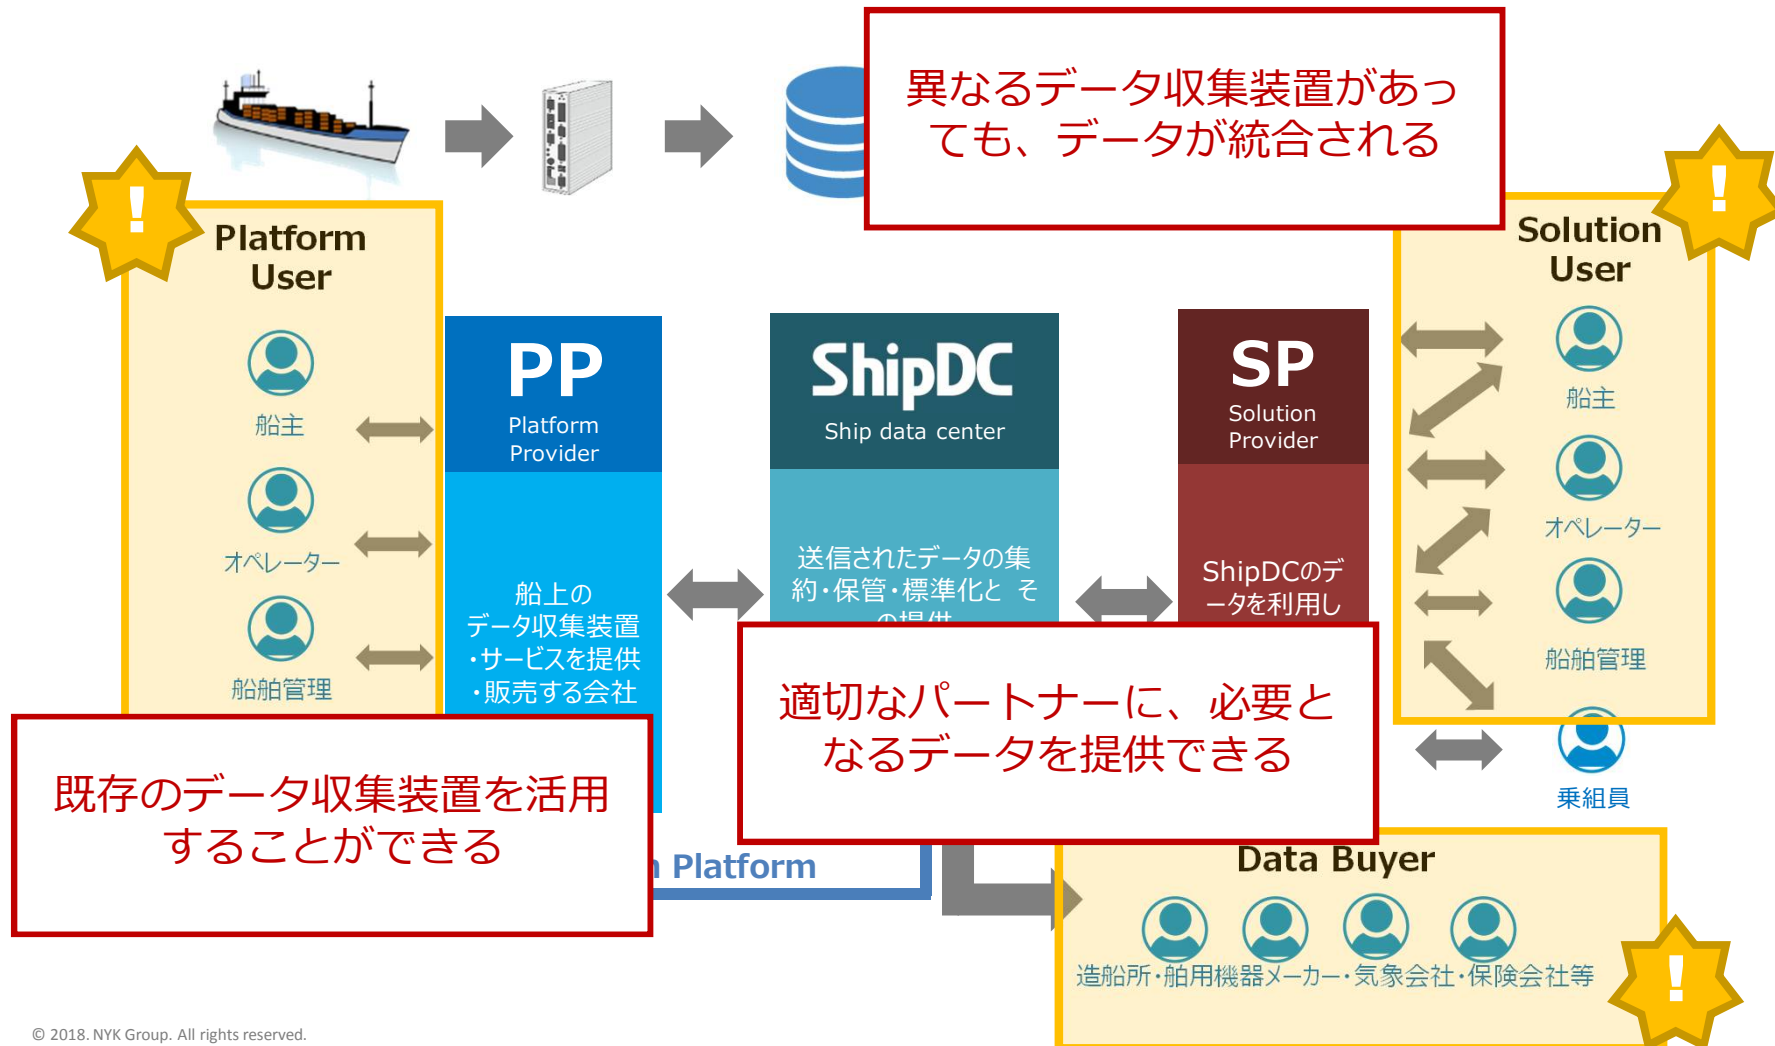 異なるデータ収集装置があっ
ても、データが統合される
!
!
Platform
User
船主
オペレーター
船舶管理
PP
Platform
Provider
船上の
データ収集装置
・サービスを提供
・販売する会社
ShipDC
Ship data center
送信されたデータの集
約・保管・標準化と そ
の提供
SP
Solution
Provider
ShipDCのデ
ータを利用し
Solution
User
船主
オペレーター
船舶管理
乗組員
適切なパートナーに、必要と
なるデータを提供できる
既存のデータ収集装置を活用
することができる
Platform
Data Buyer
造船所・舶用機器メーカー・気象会社・保険会社等
!
© 2018. NYK Group. All rights reserved.